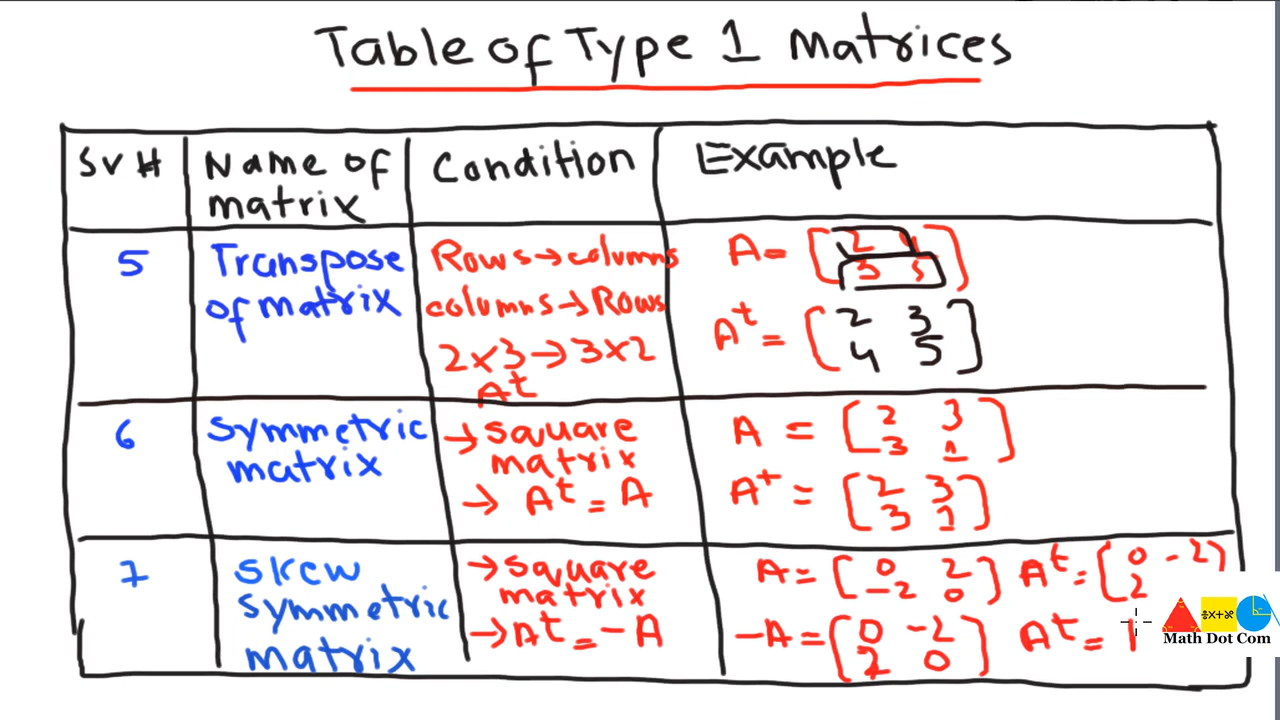 Table of Type 1 Matrices
Sr # Name of matrix Condition Example
5 Transpose of matrix
Rows → columns
columns → Rows
2×3 → 3×2
At
A = [ 2 4
3 5 ]
At = [ 2 3
4 5 ]
6 Symmetric matrix
→ square matrix
→ At = A
A = [ 2 3
3 1 ]
At = [ 2 3
3 1 ]
7 Skew symmetric matrix
→ square matrix
→ At = -A
A = [ 0 2
-2 0 ]
At = [ 0 -2
2
-A = [ 0 -2
2 0 ]
At =
Math Dot Com